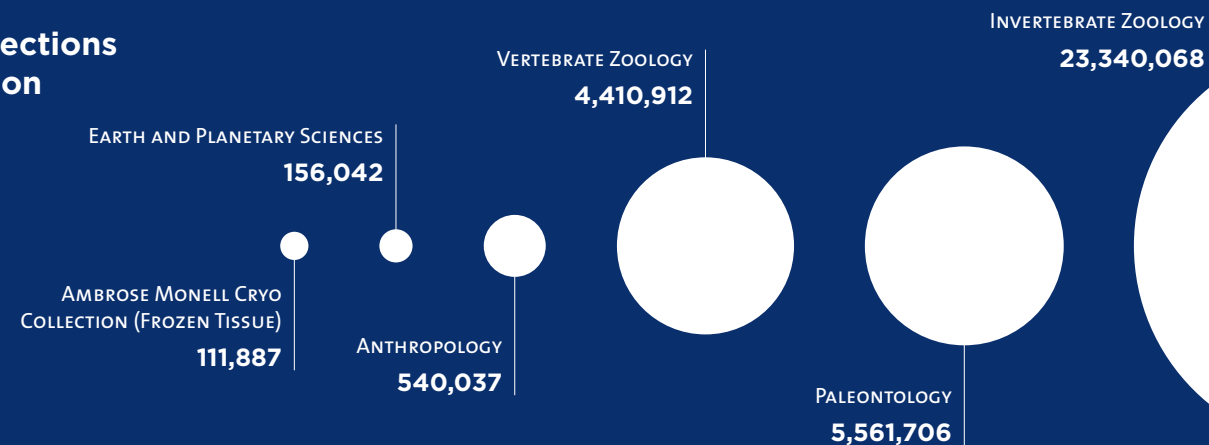 ections
on
Invertebrate Zoology
23,340,068
Vertebrate Zoology
4,410,912
Earth and Planetary Sciences
156,042
Ambrose Monell Cryo
Collection (Frozen Tissue)
111,887
Anthropology
540,037
Paleontology
5,561,706